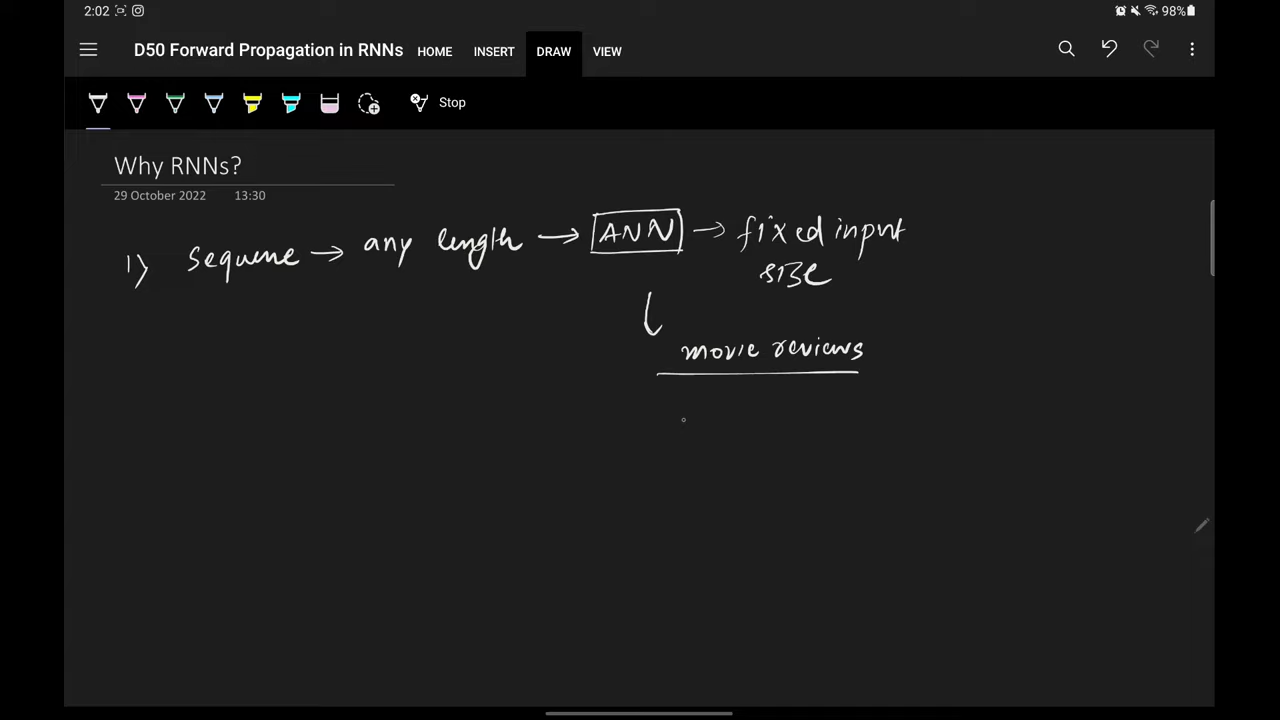 2:02 98%
D50 Forward Propagation in RNNs HOME INSERT DRAW VIEW
Stop
Why RNNs?
29 October 2022 13:30
1) sequene → any length → ANN → fixed input
size
movie reviews